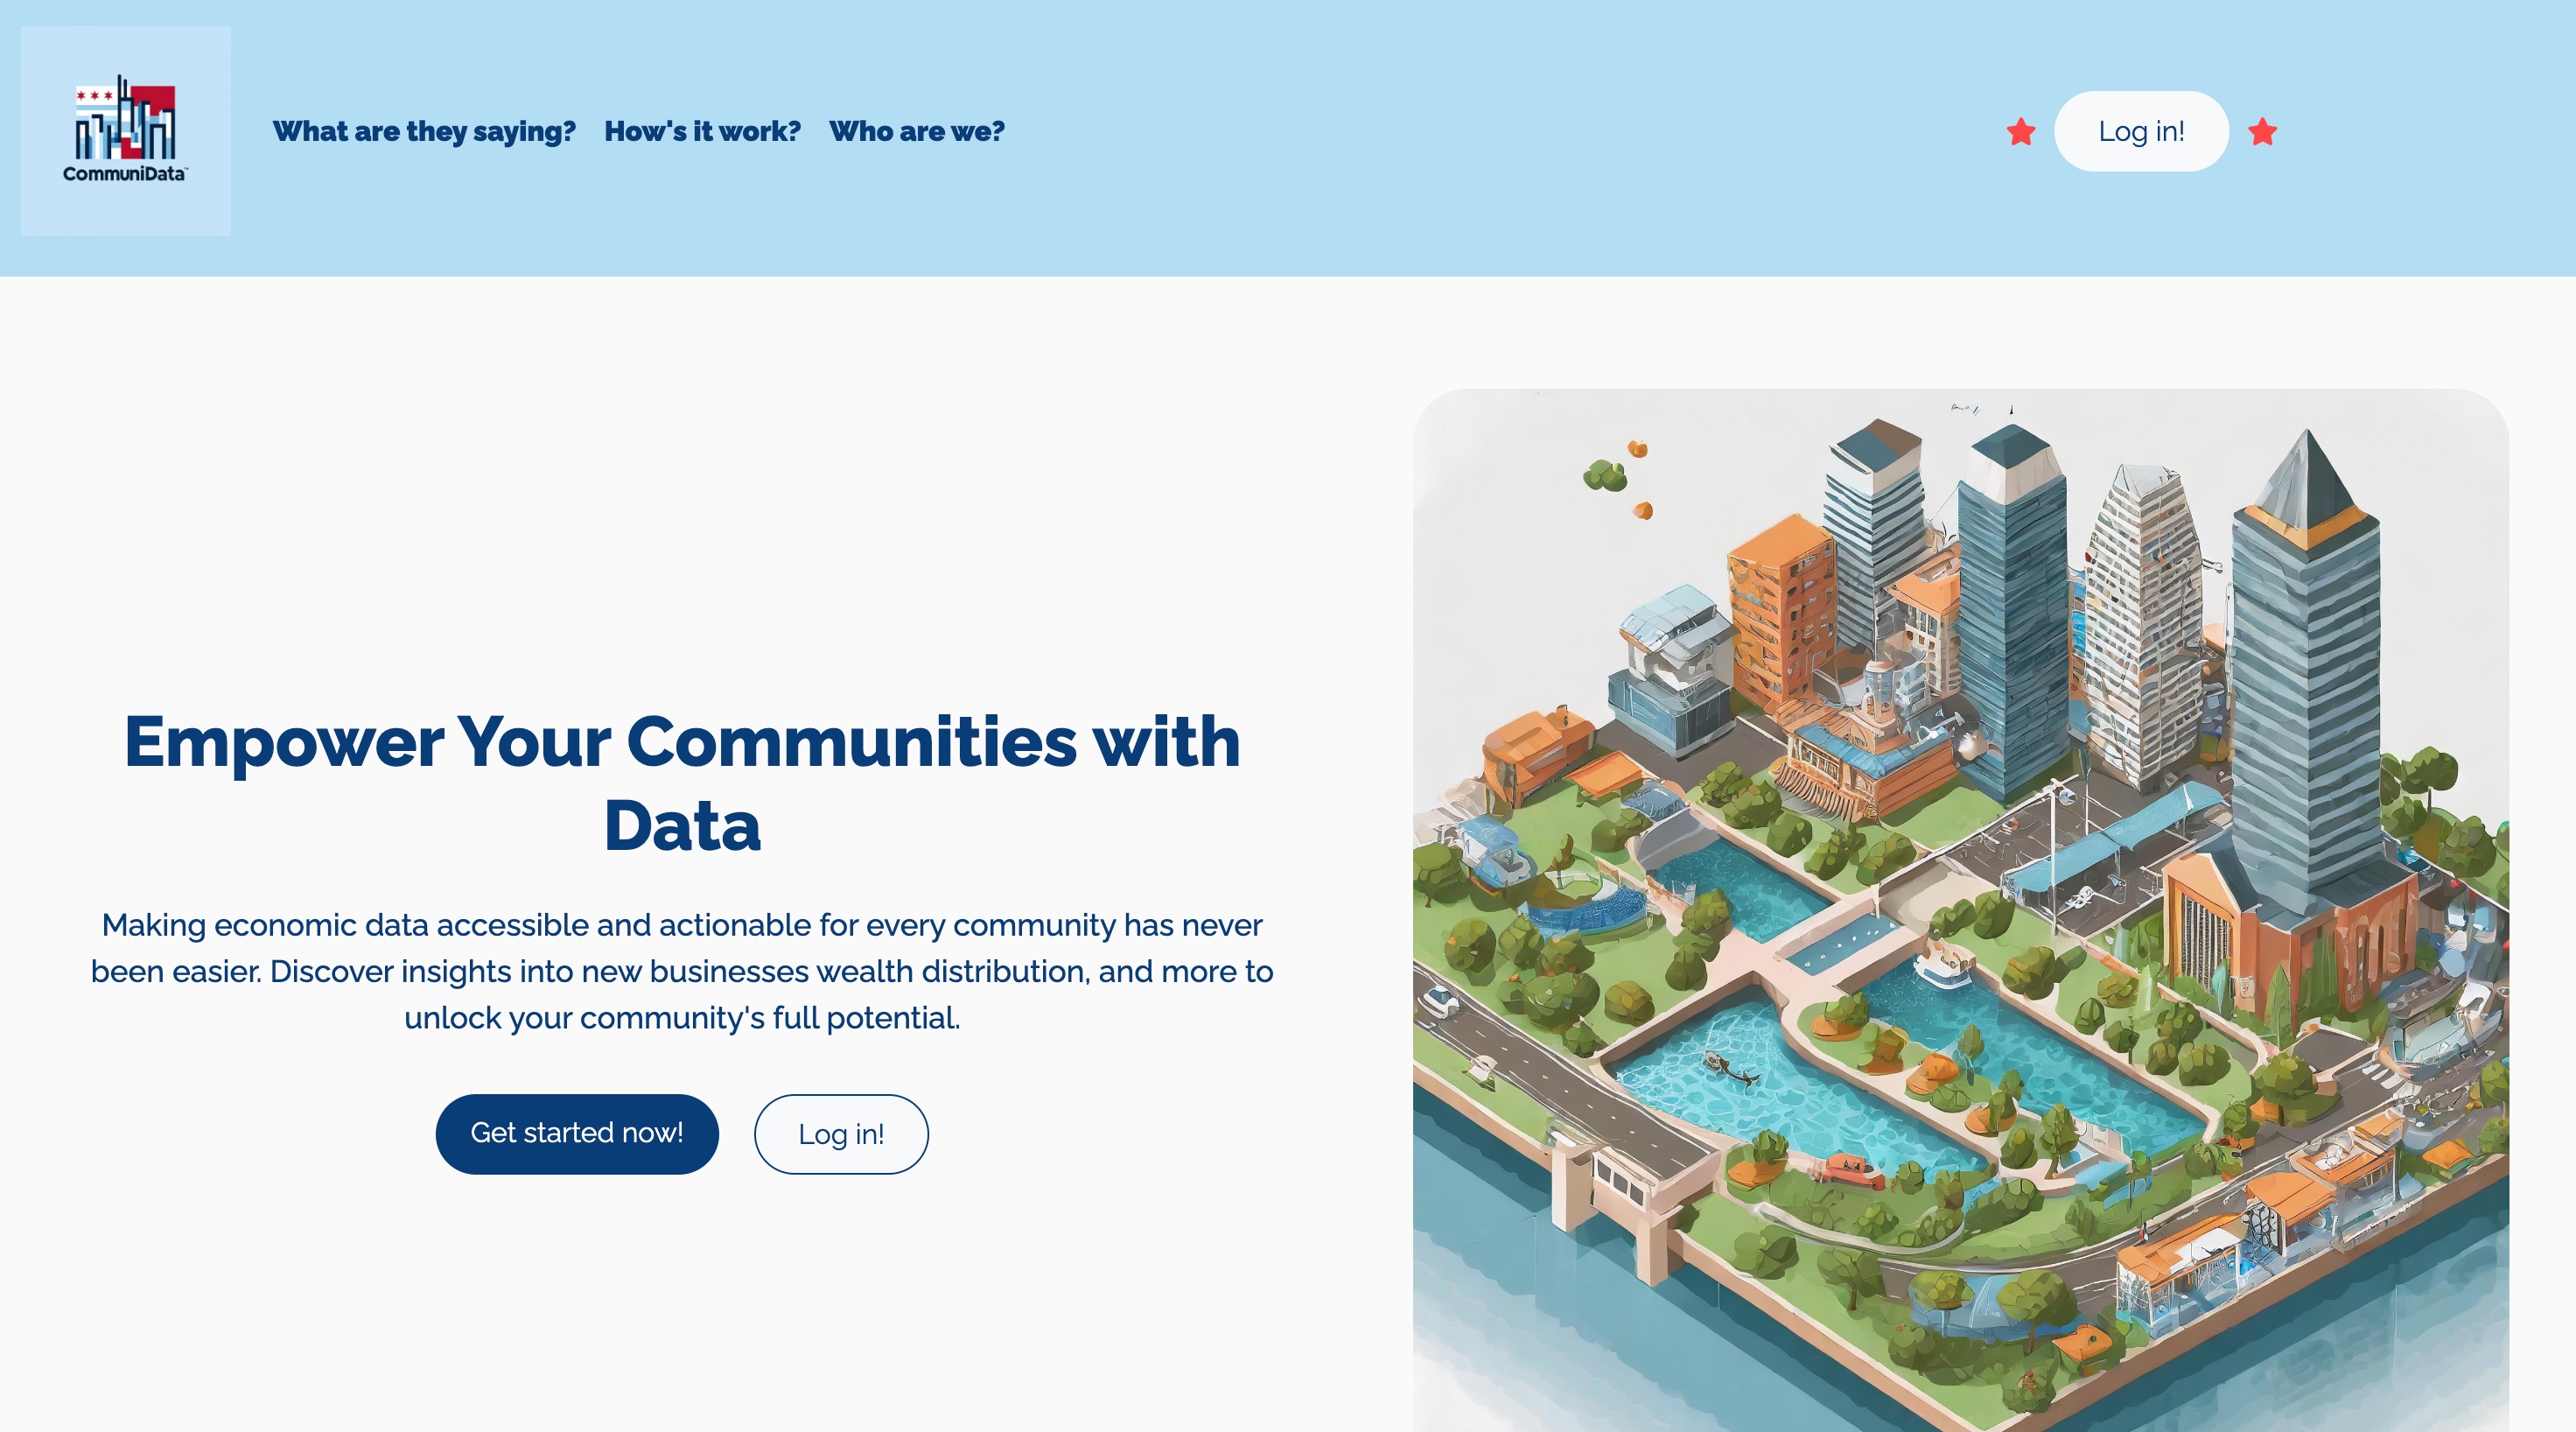 CommuniData™
What are they saying? How's it work? Who are we?
Log in!
Empower Your Communities with
Data
Making economic data accessible and actionable for every community has never
been easier. Discover insights into new businesses wealth distribution, and more to
unlock your community's full potential.
Get started now! Log in!